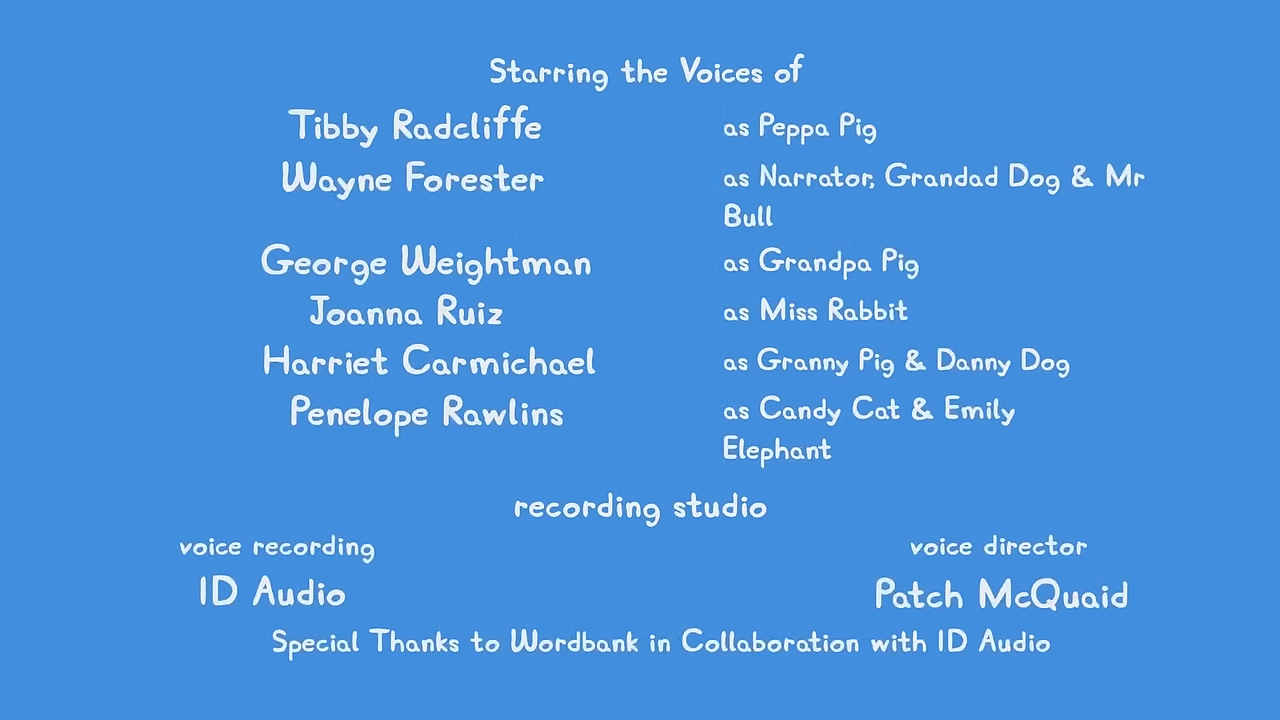 Starring the Voices of
Tibby Radcliffe as Peppa Pig
Wayne Forester as Narrator, Grandad Dog & Mr
Bull
George Weightman as Grandpa Pig
Joanna Ruiz as Miss Rabbit
Harriet Carmichael as Granny Pig & Danny Dog
Penelope Rawlins as Candy Cat & Emily
Elephant
recording studio
voice recording voice director
ID Audio Patch McQuaid
Special Thanks to Wordbank in Collaboration with ID Audio